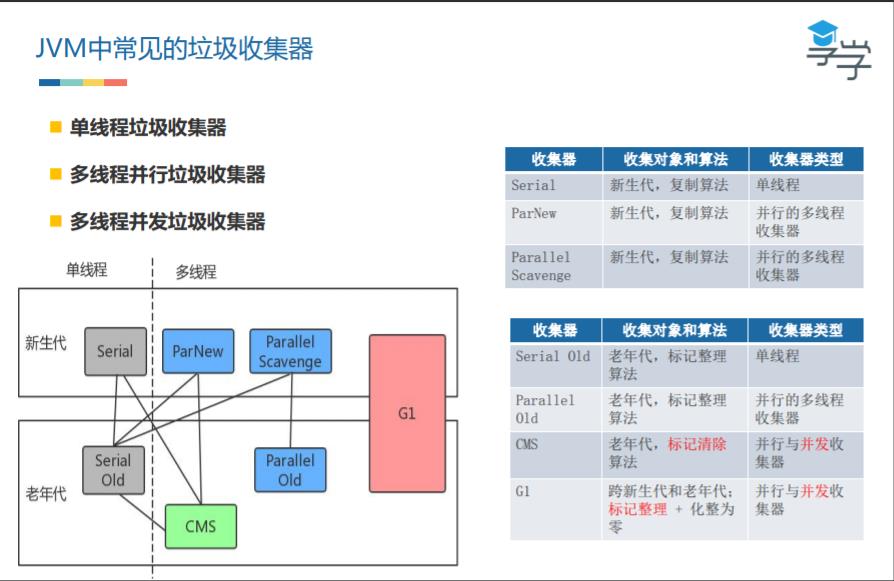 JVM中常见的垃圾收集器
享学
单线程垃圾收集器
多线程并行垃圾收集器
多线程并发垃圾收集器
单线程
多线程
新生代
Serial
ParNew
Parallel
Scavenge
G1
老年代
Serial
Old
Parallel
Old
CMS
收集器 收集对象和算法 收集器类型
Serial 新生代，复制算法 单线程
ParNew 新生代，复制算法 并行的多线程
收集器
Parallel 新生代，复制算法 并行的多线程
Scavenge 收集器
收集器 收集对象和算法 收集器类型
Serial Old 老年代，标记整理 单线程
算法
Parallel 老年代，标记整理 并行的多线程
Old 算法 收集器
CMS 老年代，标记清除 并行与并发收
算法 集器
G1 跨新生代和老年代； 并行与并发收
标记整理 + 化整为 集器
零